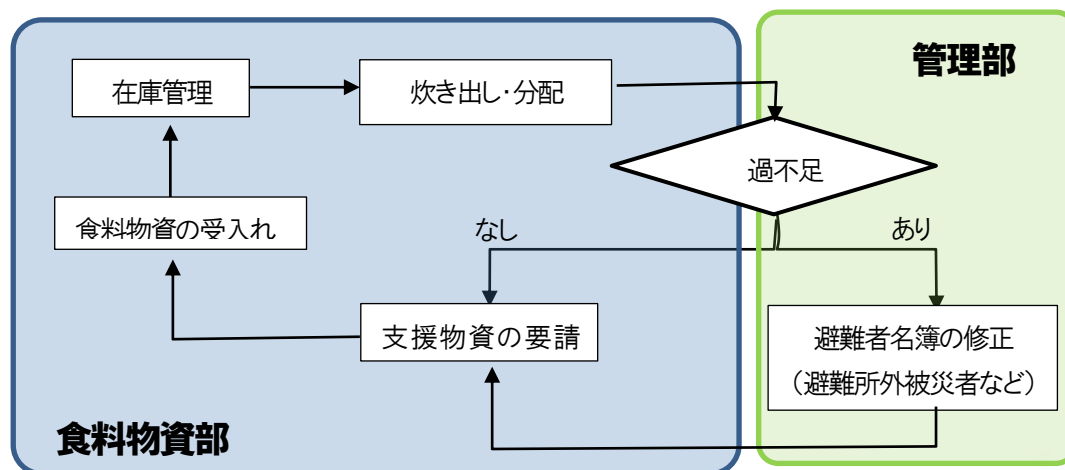 管理部
在庫管理
炊き出し・分配
過不足
食料物資の受入れ
なし
あり
支援物資の要請
避難者名簿の修正
（避難所外被災者など）
食料物資部